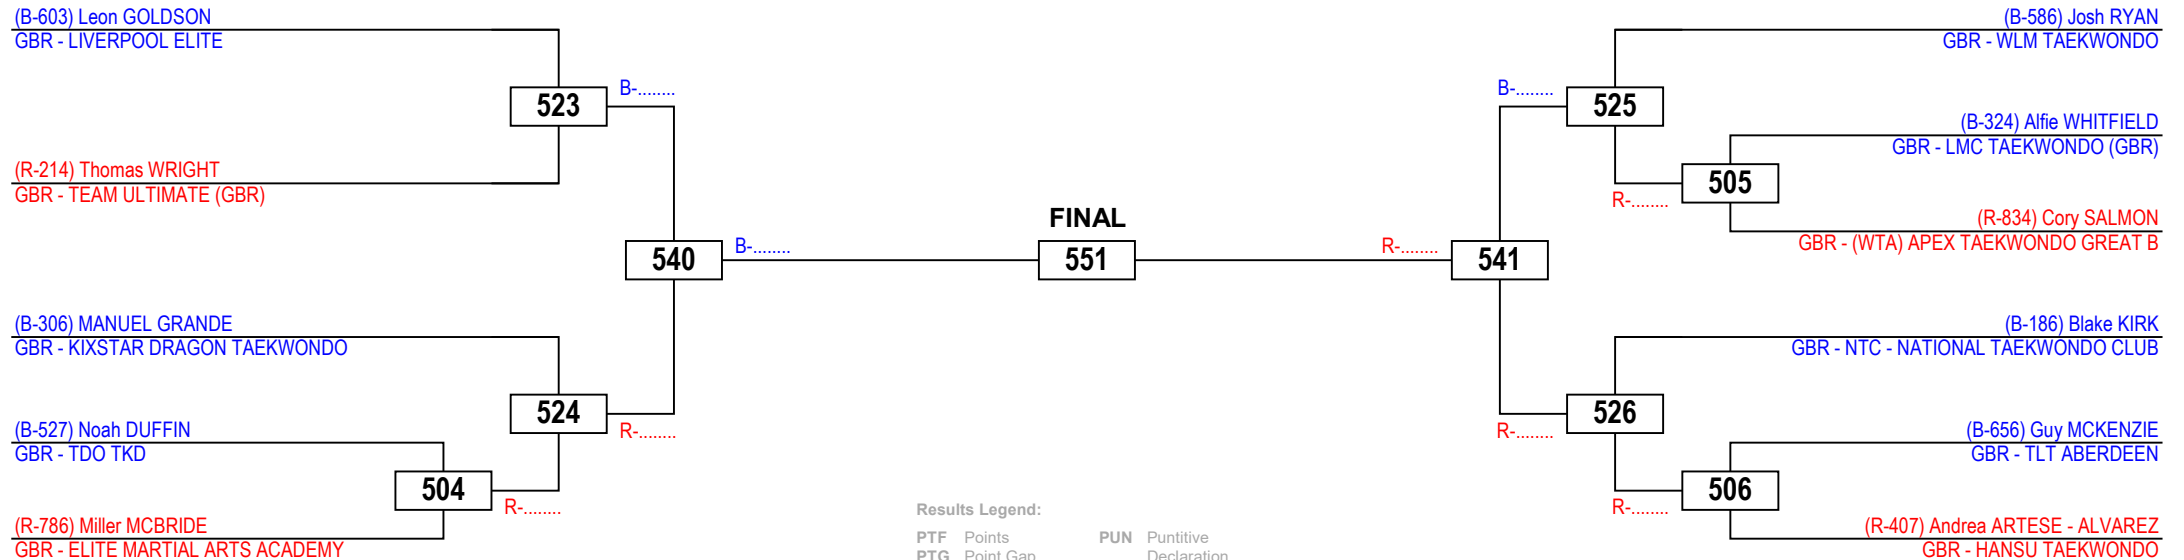 (B-603) Leon GOLDSON
GBR - LIVERPOOL ELITE
B-........
523
(R-214) Thomas WRIGHT
GBR - TEAM ULTIMATE (GBR)
540
B-........
(B-306) MANUEL GRANDE
GBR - KIXSTAR DRAGON TAEKWONDO
524
R-........
(B-527) Noah DUFFIN
GBR - TDO TKD
504
R-........
(R-786) Miller MCBRIDE
GBR - ELITE MARTIAL ARTS ACADEMY
FINAL
551
(B-586) Josh RYAN
GBR - WLM TAEKWONDO
B-........
525
(B-324) Alfie WHITFIELD
GBR - LMC TAEKWONDO (GBR)
505
R-........
(R-834) Cory SALMON
GBR - (WTA) APEX TAEKWONDO GREAT B
R-........
541
(B-186) Blake KIRK
GBR - NTC - NATIONAL TAEKWONDO CLUB
526
R-........
(B-656) Guy MCKENZIE
GBR - TLT ABERDEEN
506
R-........
(R-407) Andrea ARTESE - ALVAREZ
GBR - HANSU TAEKWONDO
Results Legend:
PTF Points PUN Puntitive
PTG Point Gap Declaration